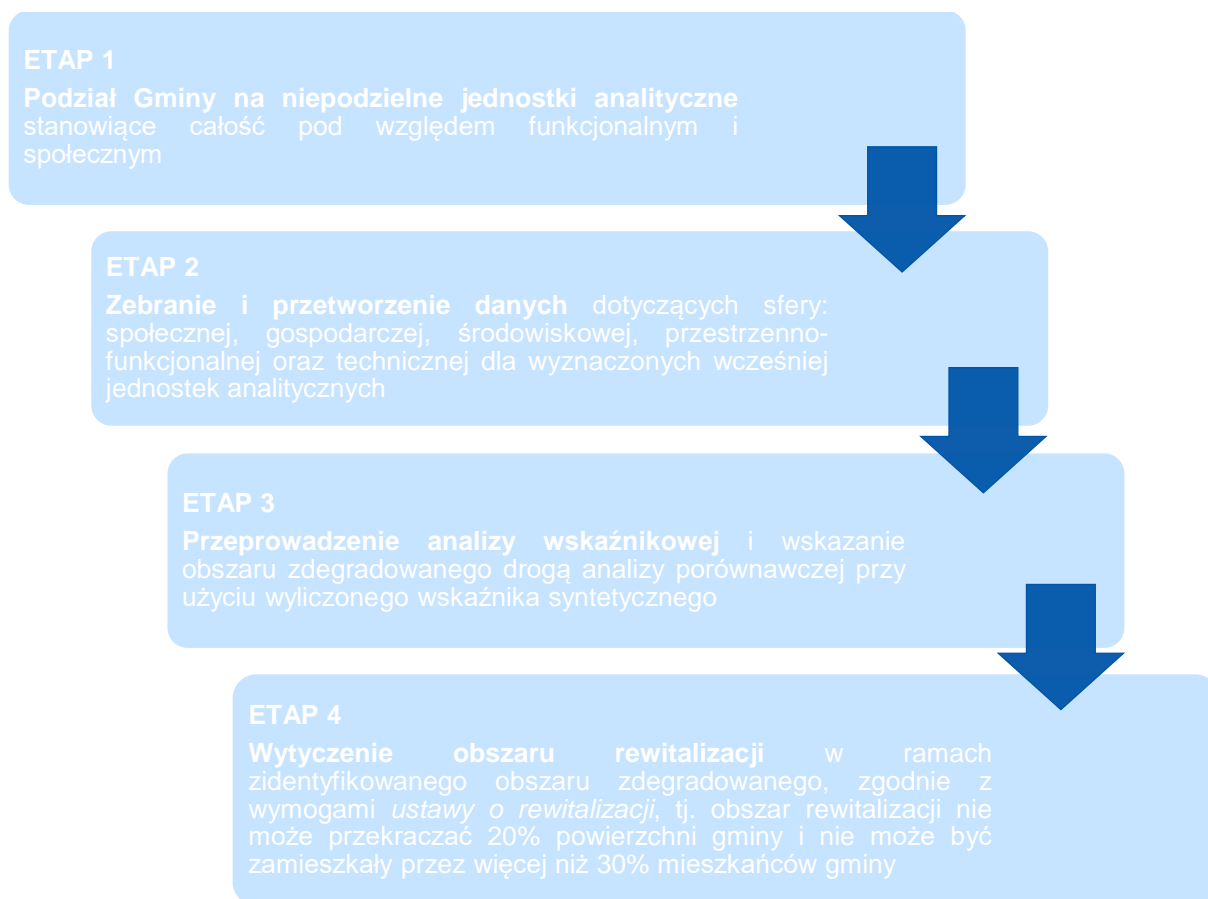 ETAP 1
Podział Gminy na niepodzielne jednostki analityczne
stanowiące całość pod względem funkcjonalnym i
społecznym
ETAP 2
Zebranie i przetworzenie danych dotyczących sfery:
społecznej, gospodarczej, środowiskowej, przestrzenno-
funkcjonalnej oraz technicznej dla wyznaczonych wcześniej
jednostek analitycznych
ETAP 3
Przeprowadzenie analizy wskaźnikowej i wskazanie
obszaru zdegradowanego drogą analizy porównawczej przy
użyciu wyliczonego wskaźnika syntetycznego
ETAP 4
Wytyczenie obszaru rewitalizacji w ramach
zidentyfikowanego obszaru zdegradowanego, zgodnie z
wymogami ustawy o rewitalizacji, tj. obszar rewitalizacji nie
może przekraczać 20% powierzchni gminy i nie może być
zamieszkały przez więcej niż 30% mieszkańców gminy